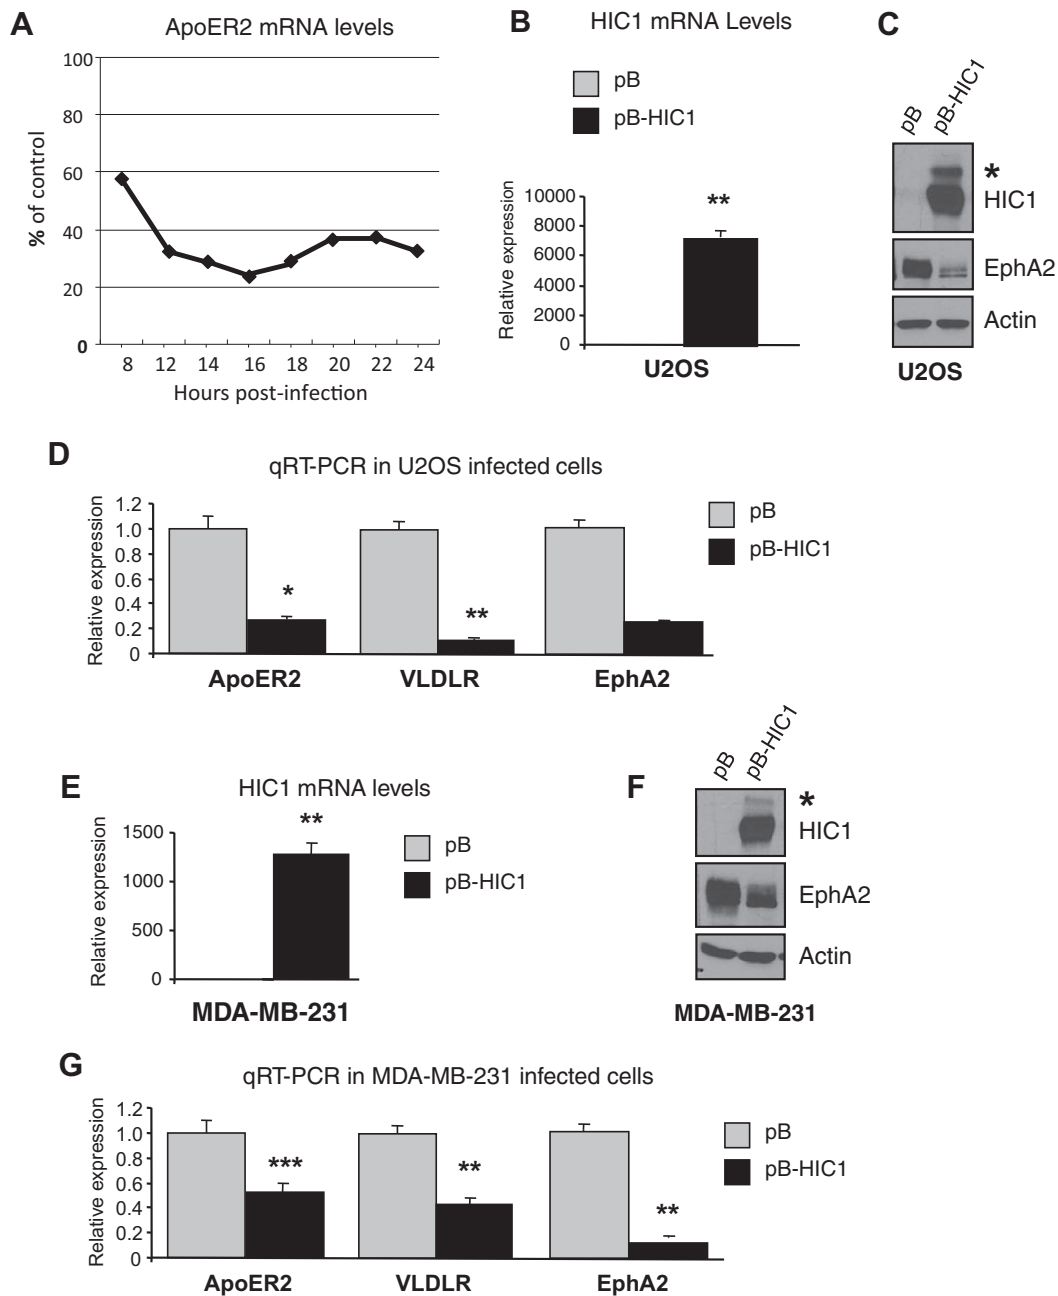 A
ApoER2 mRNA levels
% of control
100
80
60
40
20
0
8 12 14 16 18 20 22 24
Hours post-infection
B
HIC1 mRNA Levels
pB
pB-HIC1
Relative expression
10000
8000
6000
4000
2000
0
**
U2OS
C
pB pB-HIC1
*
HIC1
EphA2
Actin
U2OS
D
qRT-PCR in U2OS infected cells
Relative expression
1.2
1.0
0.8
0.6
0.4
0.2
0
*
**
pB
pB-HIC1
ApoER2 VLDLR EphA2
E
HIC1 mRNA levels
Relative expression
1500
1000
500
0
**
pB
pB-HIC1
MDA-MB-231
F
pB pB-HIC1
*
HIC1
EphA2
Actin
MDA-MB-231
G
qRT-PCR in MDA-MB-231 infected cells
Relative expression
1.2
1.0
0.8
0.6
0.4
0.2
0
***
**
**
pB
pB-HIC1
ApoER2 VLDLR EphA2